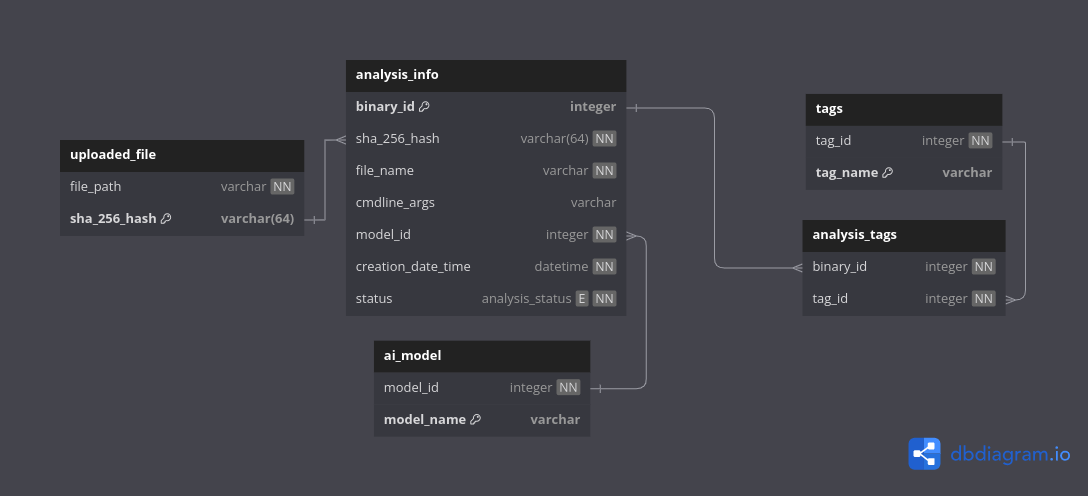 uploaded_file
file_path varchar NN
sha_256_hash varchar(64)
analysis_info
binary_id integer
sha_256_hash varchar(64) NN
file_name varchar NN
cmdline_args varchar
model_id integer NN
creation_date_time datetime NN
status analysis_status E NN
ai_model
model_id integer NN
model_name varchar
tags
tag_id integer NN
tag_name varchar
analysis_tags
binary_id integer NN
tag_id integer NN
dbdiagram.io